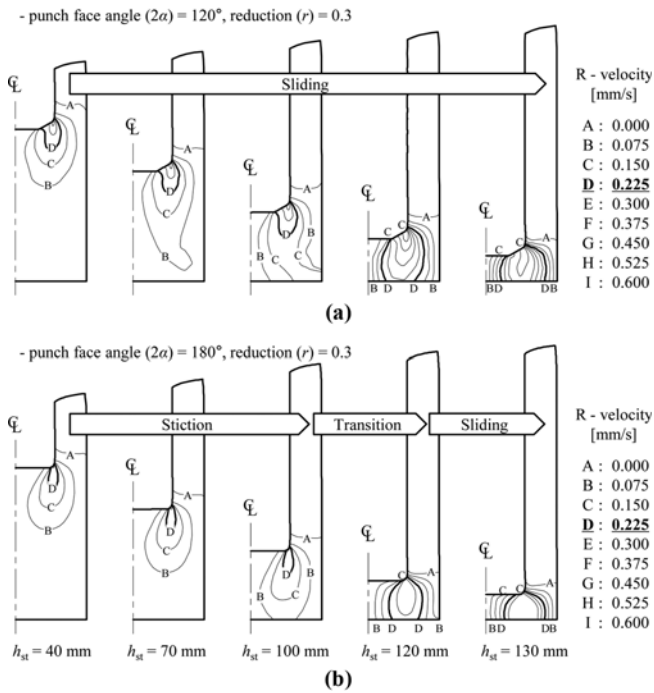 - punch face angle (2α) = 120°, reduction (r) = 0.3
Sliding
R - velocity
[mm/s]
A : 0.000
B : 0.075
C : 0.150
D : 0.225
E : 0.300
F : 0.375
G : 0.450
H : 0.525
I : 0.600
℄ ℄ ℄ ℄ ℄
A A A A A
D C B
D C B
D B C C B
C C B D D B
C C B D D B
(a)
- punch face angle (2α) = 180°, reduction (r) = 0.3
Stiction Transition Sliding
R - velocity
[mm/s]
A : 0.000
B : 0.075
C : 0.150
D : 0.225
E : 0.300
F : 0.375
G : 0.450
H : 0.525
I : 0.600
℄ ℄ ℄ ℄ ℄
A A A A A
D C B
D C B
D B C B
C B D D B
C C B D D B
hst = 40 mm hst = 70 mm hst = 100 mm hst = 120 mm hst = 130 mm
(b)